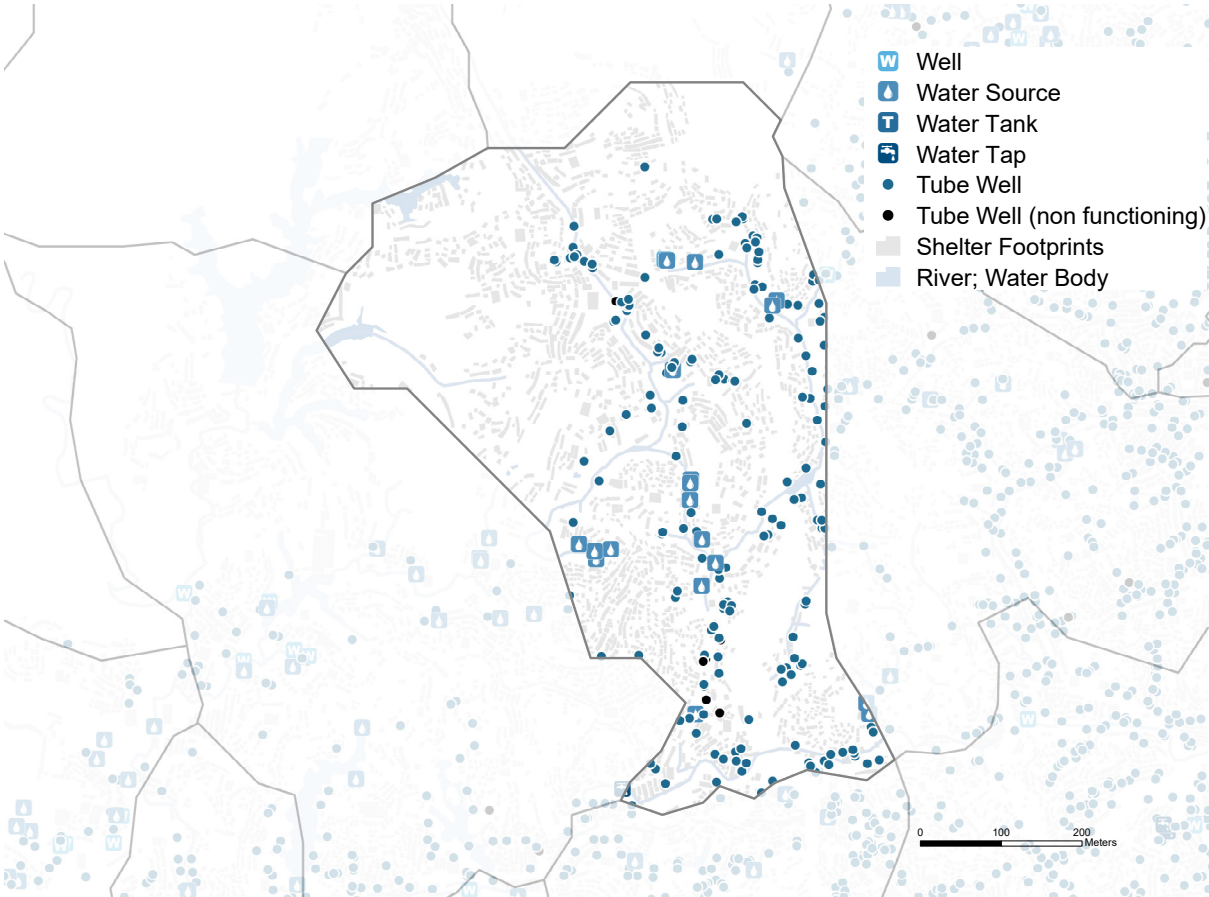 Well
Water Source
Water Tank
Water Tap
Tube Well
Tube Well (non functioning)
Shelter Footprints
River; Water Body
0 100 200
Meters